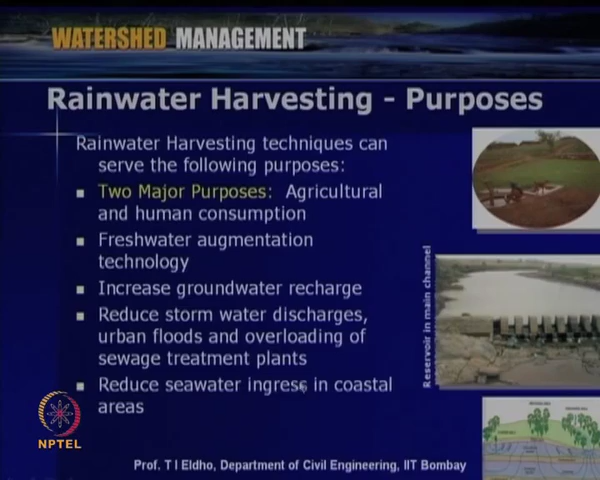 WATERSHED MANAGEMENT
Rainwater Harvesting - Purposes
Rainwater Harvesting techniques can
serve the following purposes:
Two Major Purposes: Agricultural
and human consumption
Freshwater augmentation
technology
Increase groundwater recharge
Reduce storm water discharges,
urban floods and overloading of
sewage treatment plants
Reduce seawater ingress in coastal
areas
Reservoir in main channel
NPTEL
Prof. T I Eldho, Department of Civil Engineering, IIT Bombay